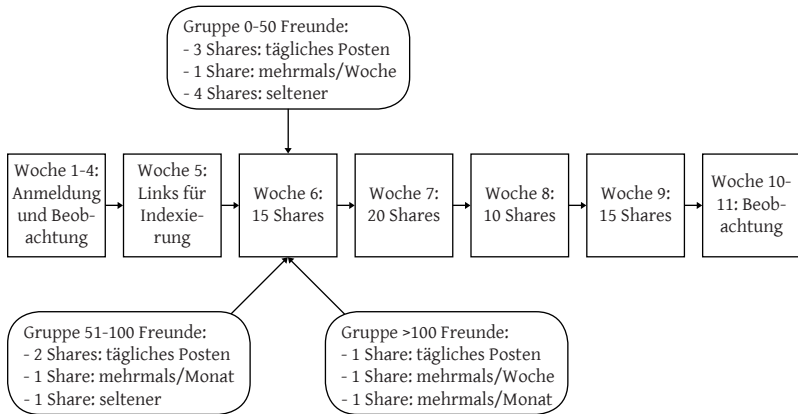 Gruppe 0-50 Freunde:
- 3 Shares: tägliches Posten
- 1 Share: mehrmals/Woche
- 4 Shares: seltener
Woche 1-4:
Anmeldung
und Beob-
achtung
Woche 5:
Links für
Indexie-
rung
Woche 6:
15 Shares
Woche 7:
20 Shares
Woche 8:
10 Shares
Woche 9:
15 Shares
Woche 10-
11: Beob-
achtung
Gruppe 51-100 Freunde:
- 2 Shares: tägliches Posten
- 1 Share: mehrmals/Monat
- 1 Share: seltener
Gruppe >100 Freunde:
- 1 Share: tägliches Posten
- 1 Share: mehrmals/Woche
- 1 Share: mehrmals/Monat